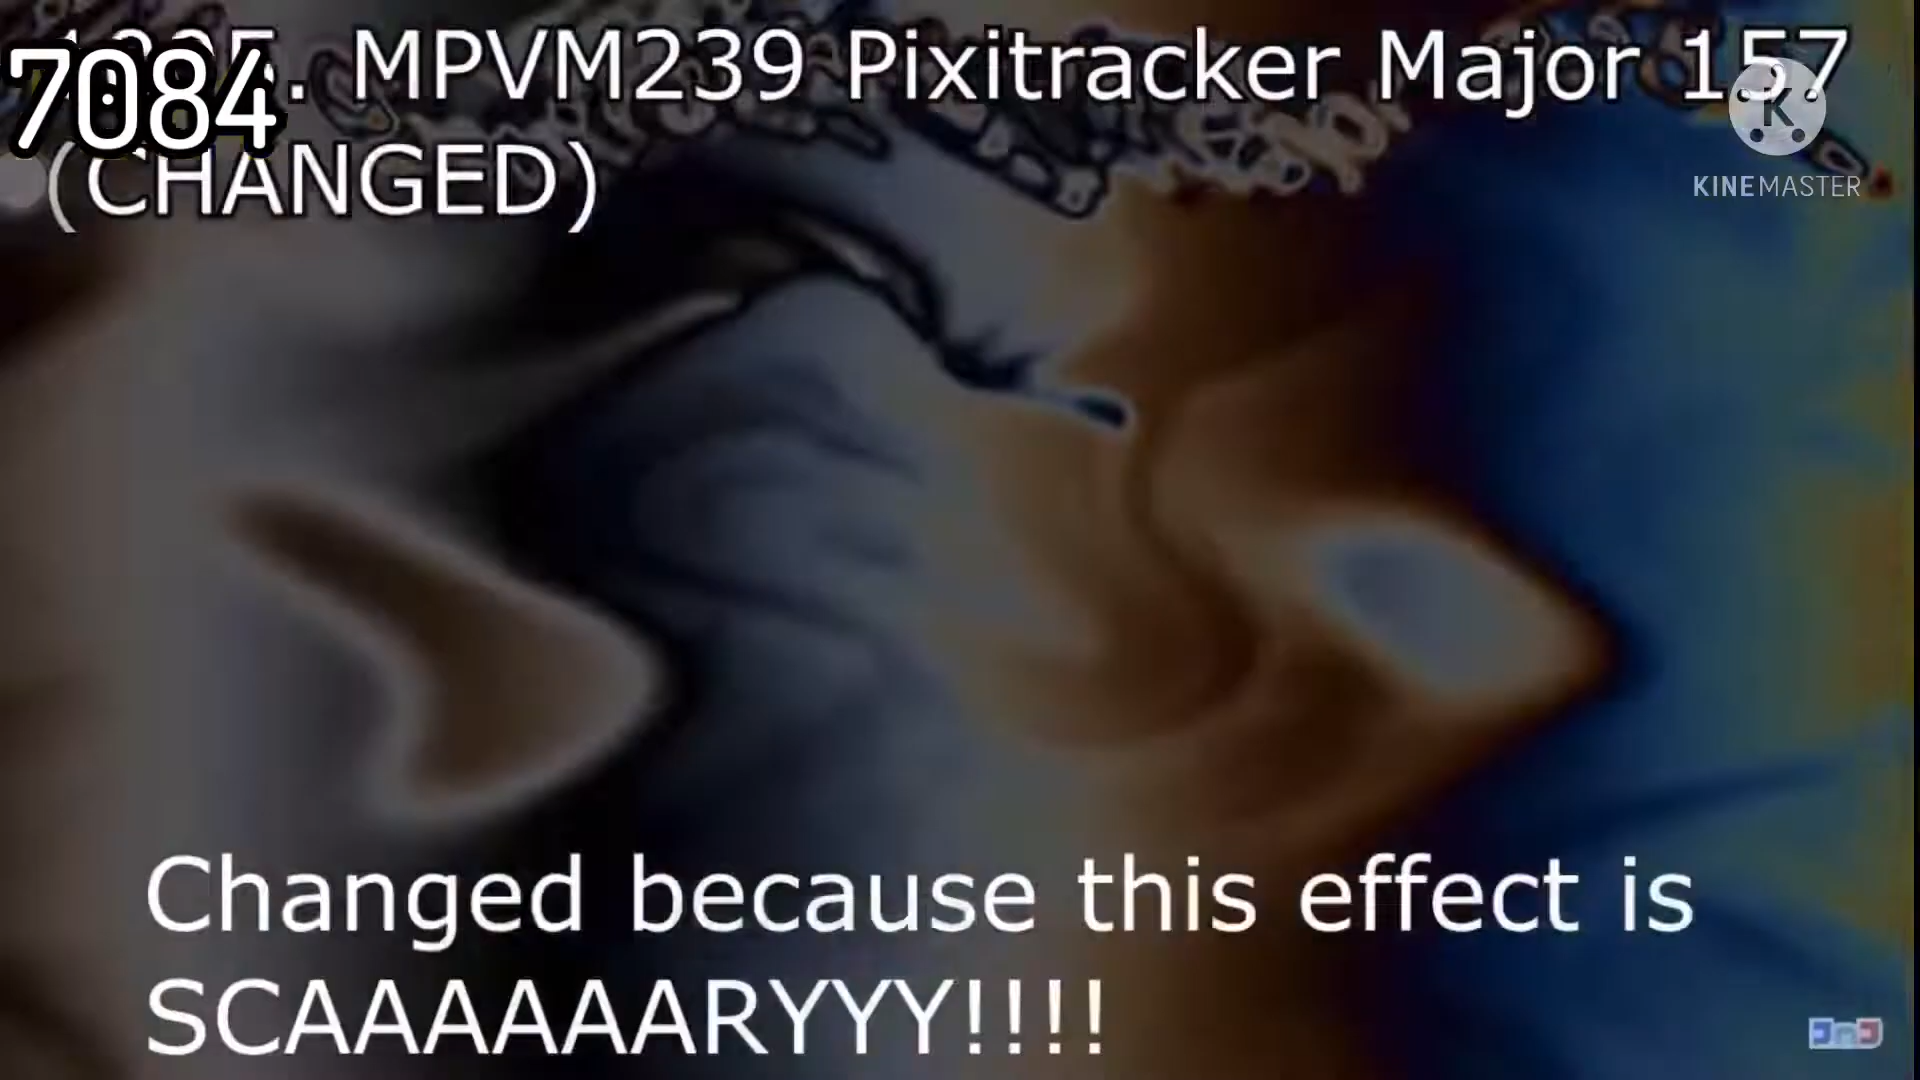 7084
. MPVM239 Pixitracker Major 157
(CHANGED)
K
KINEMASTER
Changed because this effect is
SCAAAAAARYYY!!!!